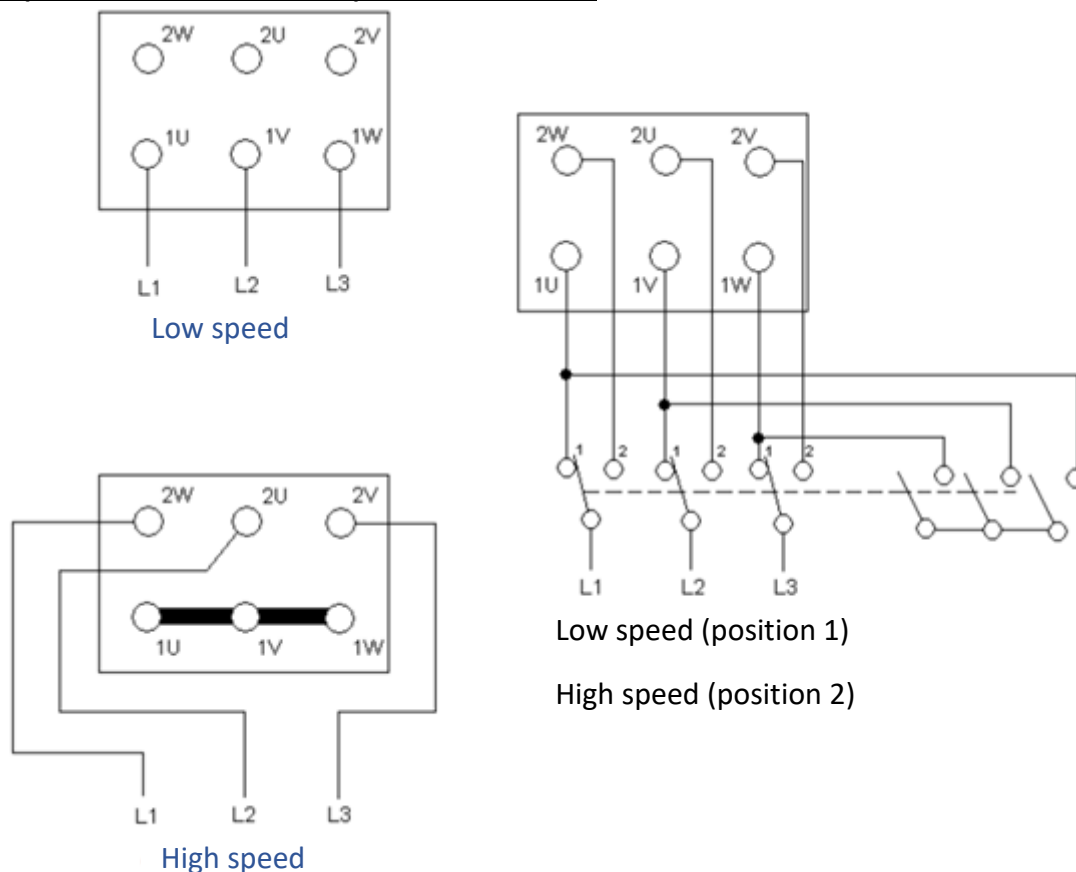 2W 2U 2V
1U 1V 1W
L1 L2 L3
Low speed
2W 2U 2V
1U 1V 1W
L1 L2 L3
High speed
2W 2U 2V
1U 1V 1W
1 2 1 2 1 2
L1 L2 L3
Low speed (position 1)
High speed (position 2)